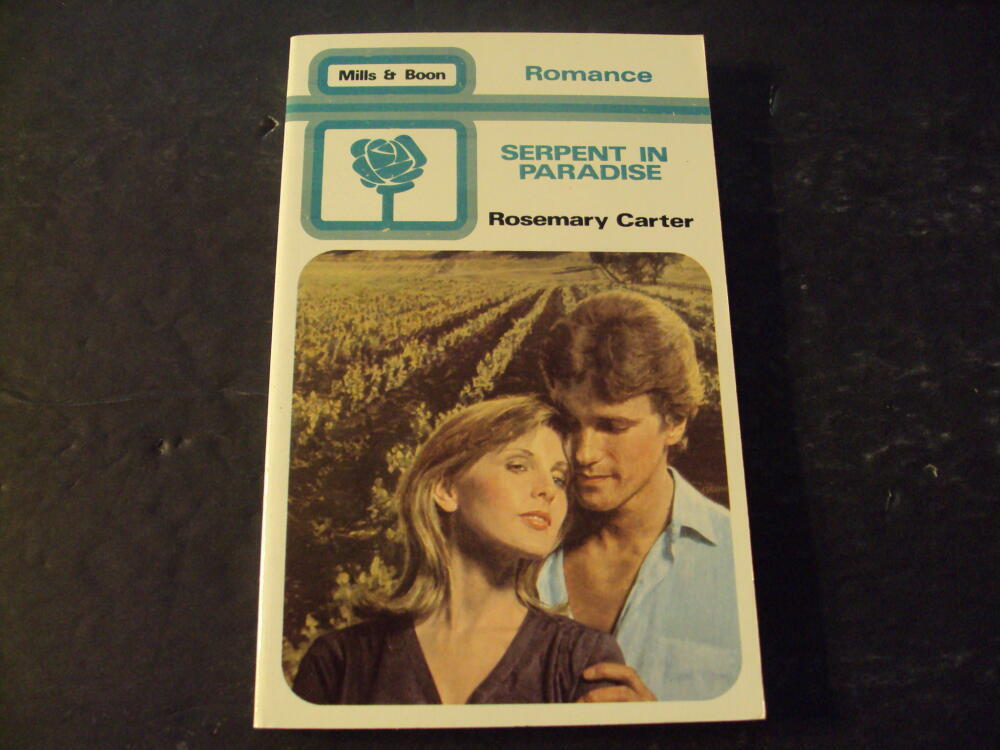 Mills & Boon
Romance
SERPENT IN
PARADISE
Rosemary Carter